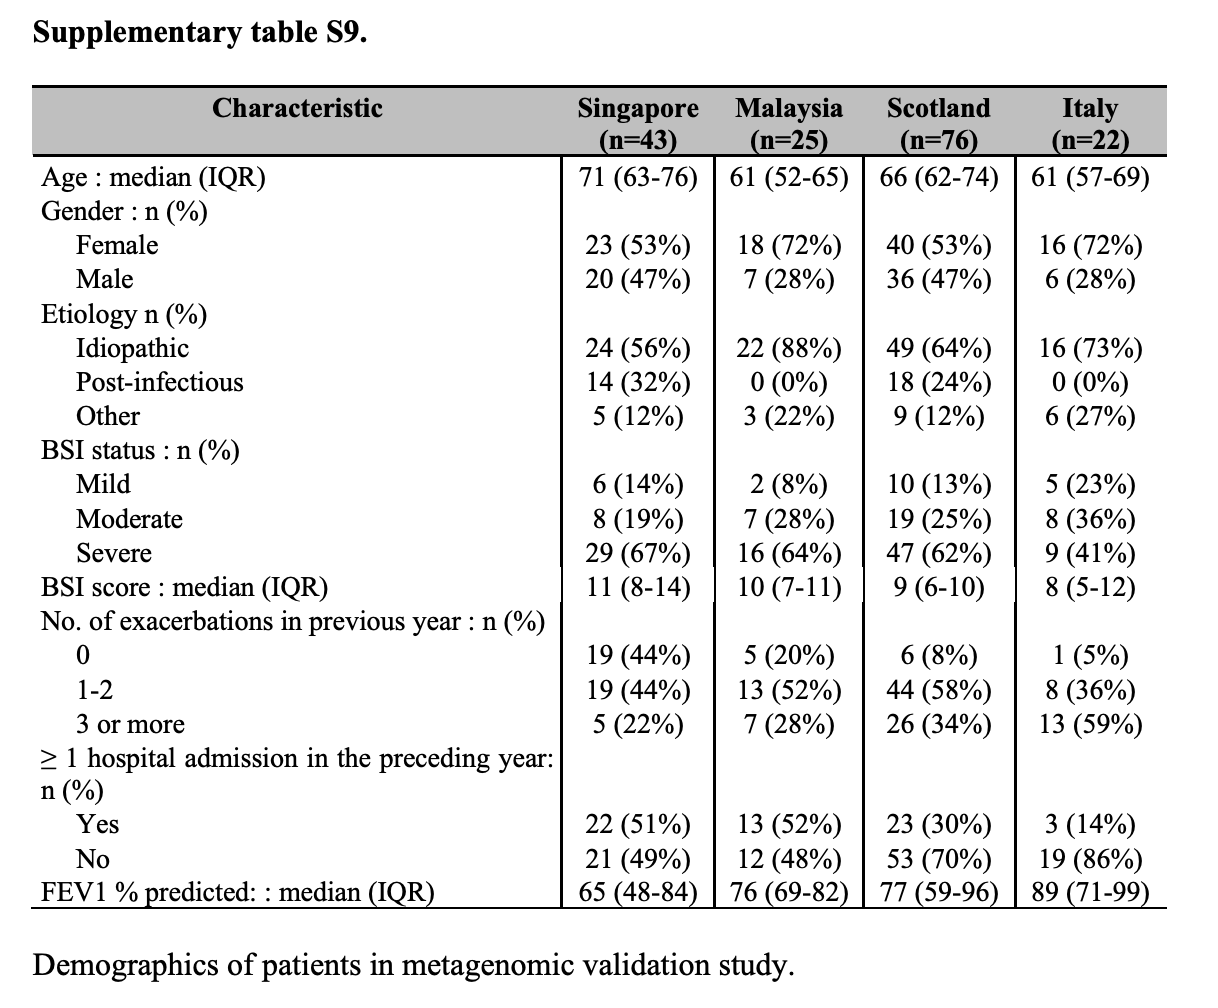 Supplementary table S9.
Characteristic Singapore (n=43) Malaysia (n=25) Scotland (n=76) Italy (n=22)
Age : median (IQR) 71 (63-76) 61 (52-65) 66 (62-74) 61 (57-69)
Gender : n (%)
Female 23 (53%) 18 (72%) 40 (53%) 16 (72%)
Male 20 (47%) 7 (28%) 36 (47%) 6 (28%)
Etiology n (%)
Idiopathic 24 (56%) 22 (88%) 49 (64%) 16 (73%)
Post-infectious 14 (32%) 0 (0%) 18 (24%) 0 (0%)
Other 5 (12%) 3 (22%) 9 (12%) 6 (27%)
BSI status : n (%)
Mild 6 (14%) 2 (8%) 10 (13%) 5 (23%)
Moderate 8 (19%) 7 (28%) 19 (25%) 8 (36%)
Severe 29 (67%) 16 (64%) 47 (62%) 9 (41%)
BSI score : median (IQR) 11 (8-14) 10 (7-11) 9 (6-10) 8 (5-12)
No. of exacerbations in previous year : n (%)
0 19 (44%) 5 (20%) 6 (8%) 1 (5%)
1-2 19 (44%) 13 (52%) 44 (58%) 8 (36%)
3 or more 5 (22%) 7 (28%) 26 (34%) 13 (59%)
≥ 1 hospital admission in the preceding year:
n (%)
Yes 22 (51%) 13 (52%) 23 (30%) 3 (14%)
No 21 (49%) 12 (48%) 53 (70%) 19 (86%)
FEV1 % predicted: : median (IQR) 65 (48-84) 76 (69-82) 77 (59-96) 89 (71-99)
Demographics of patients in metagenomic validation study.